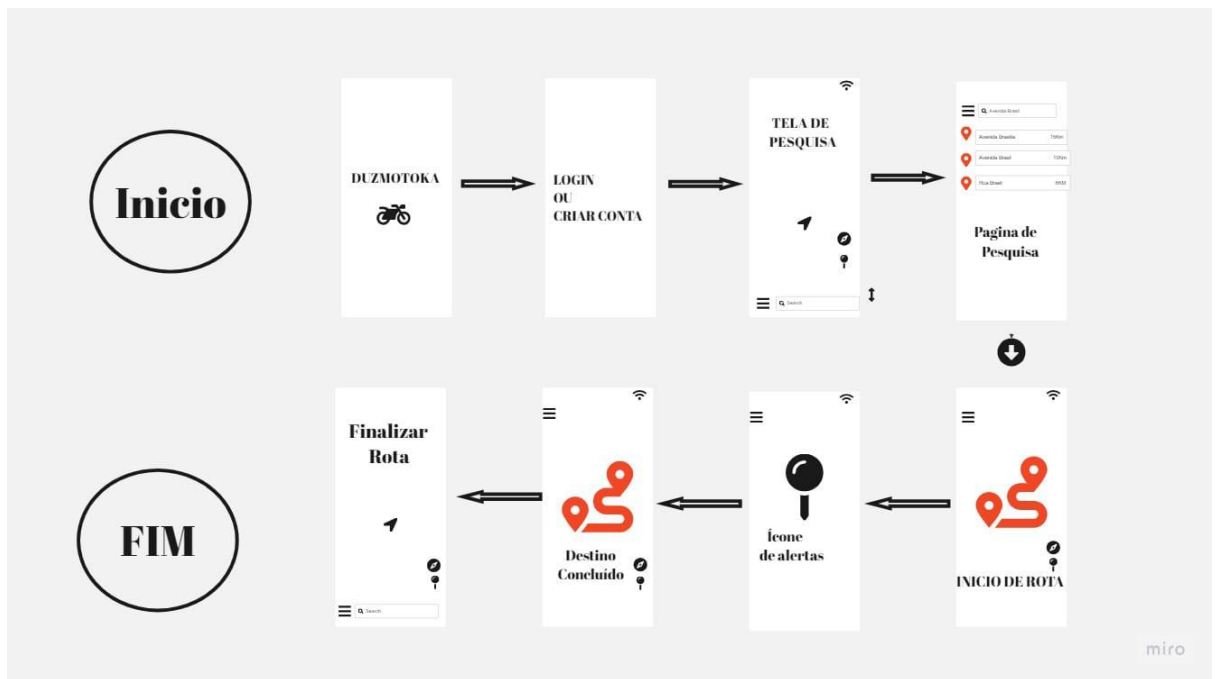 Inicio
DUZMOTOKA
LOGIN
OU
CRIAR CONTA
TELA DE
PESQUISA
Search
Avenida Brasil
Avenida Brasilia
Avenida Brasil
Rua Brasil
Pagina de
Pesquisa
FIM
Finalizar
Rota
Search
Destino
Concluído
Ícone
de alertas
INICIO DE ROTA
miro